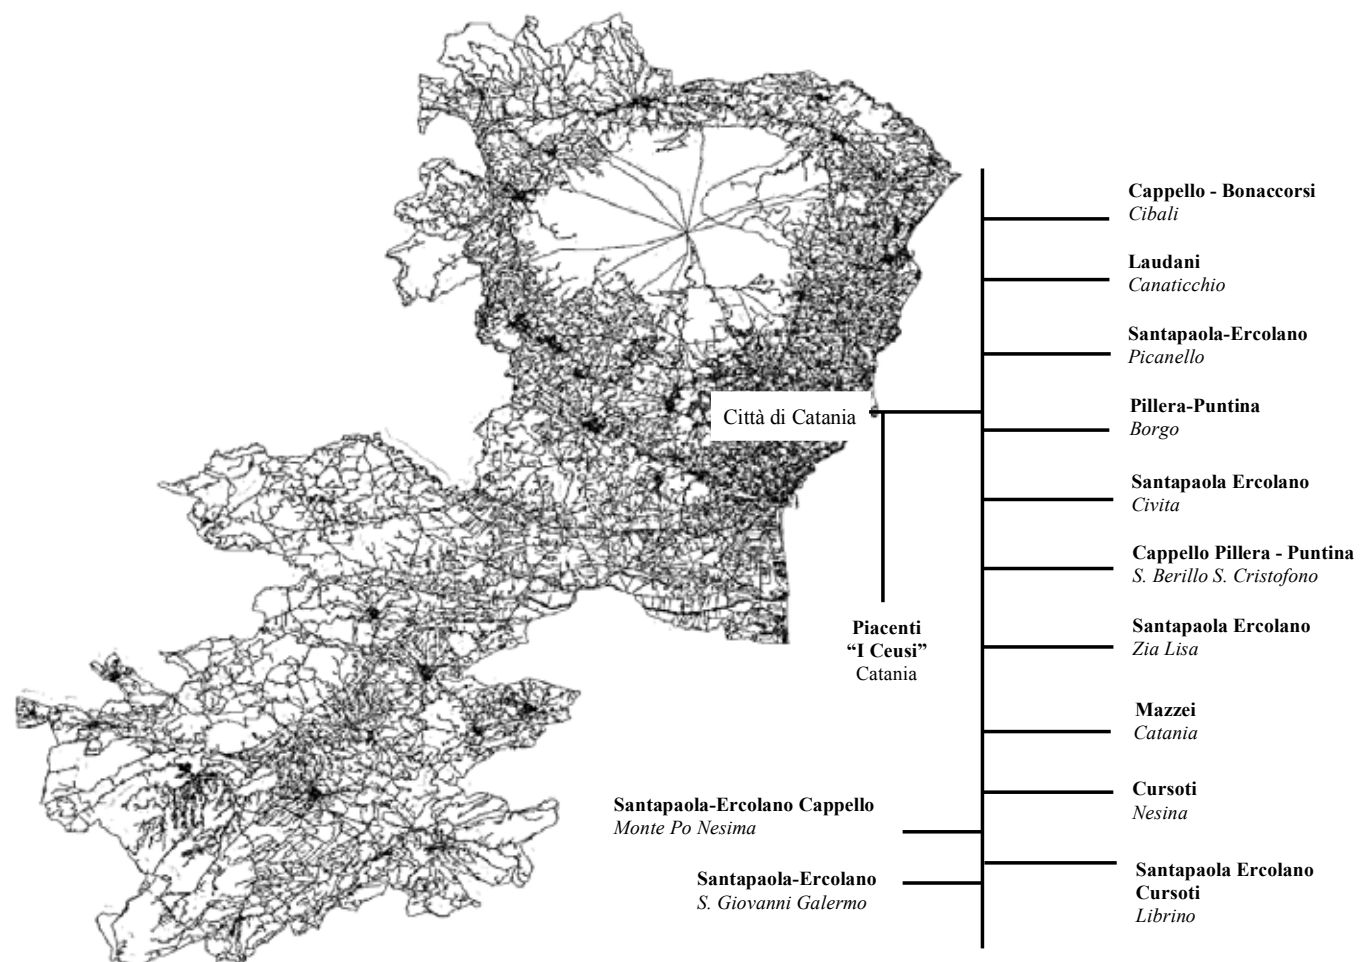 Cappello - Bonaccorsi
Cibali
Laudani
Canaticchio
Santapaola-Ercolano
Picanello
Città di Catania
Pillera-Puntina
Borgo
Santapaola Ercolano
Civita
Cappello Pillera - Puntina
S. Berillo S. Cristofono
Piacenti
“I Ceusi”
Catania
Santapaola Ercolano
Zia Lisa
Mazzei
Catania
Cursoti
Nesina
Santapaola-Ercolano Cappello
Monte Po Nesima
Santapaola-Ercolano
S. Giovanni Galermo
Santapaola Ercolano
Cursoti
Librino